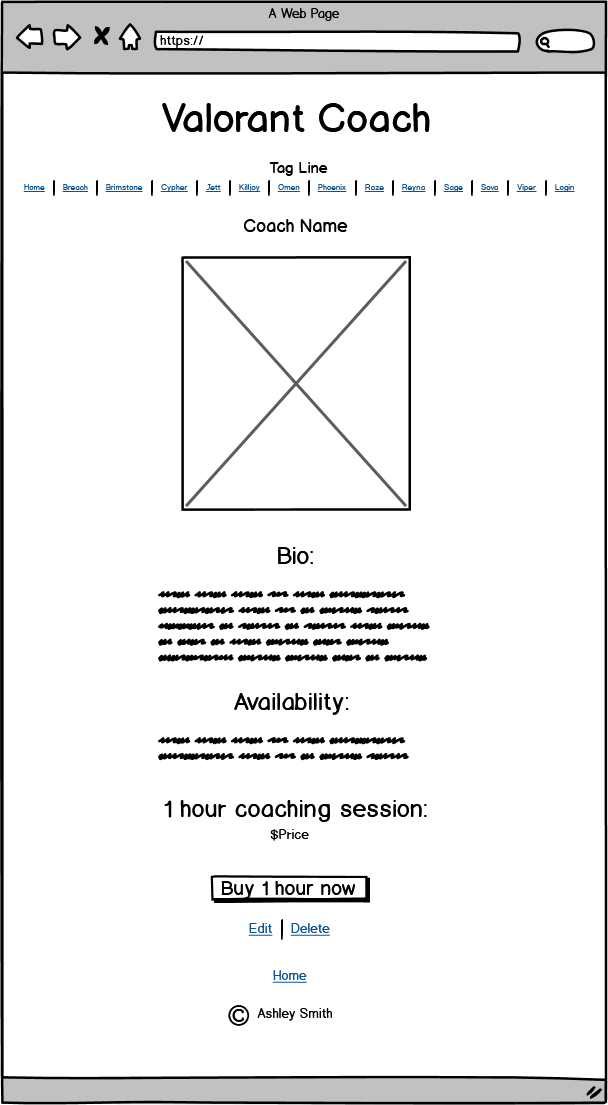 A Web Page
https://
Valorant Coach
Tag Line
Home | Breach | Brimstone | Cypher | Jett | Killjoy | Omen | Phoenix | Raze | Reyna | Sage | Sova | Viper | Login
Coach Name
Bio:
Availability:
1 hour coaching session:
$Price
Buy 1 hour now
Edit | Delete
Home
© Ashley Smith